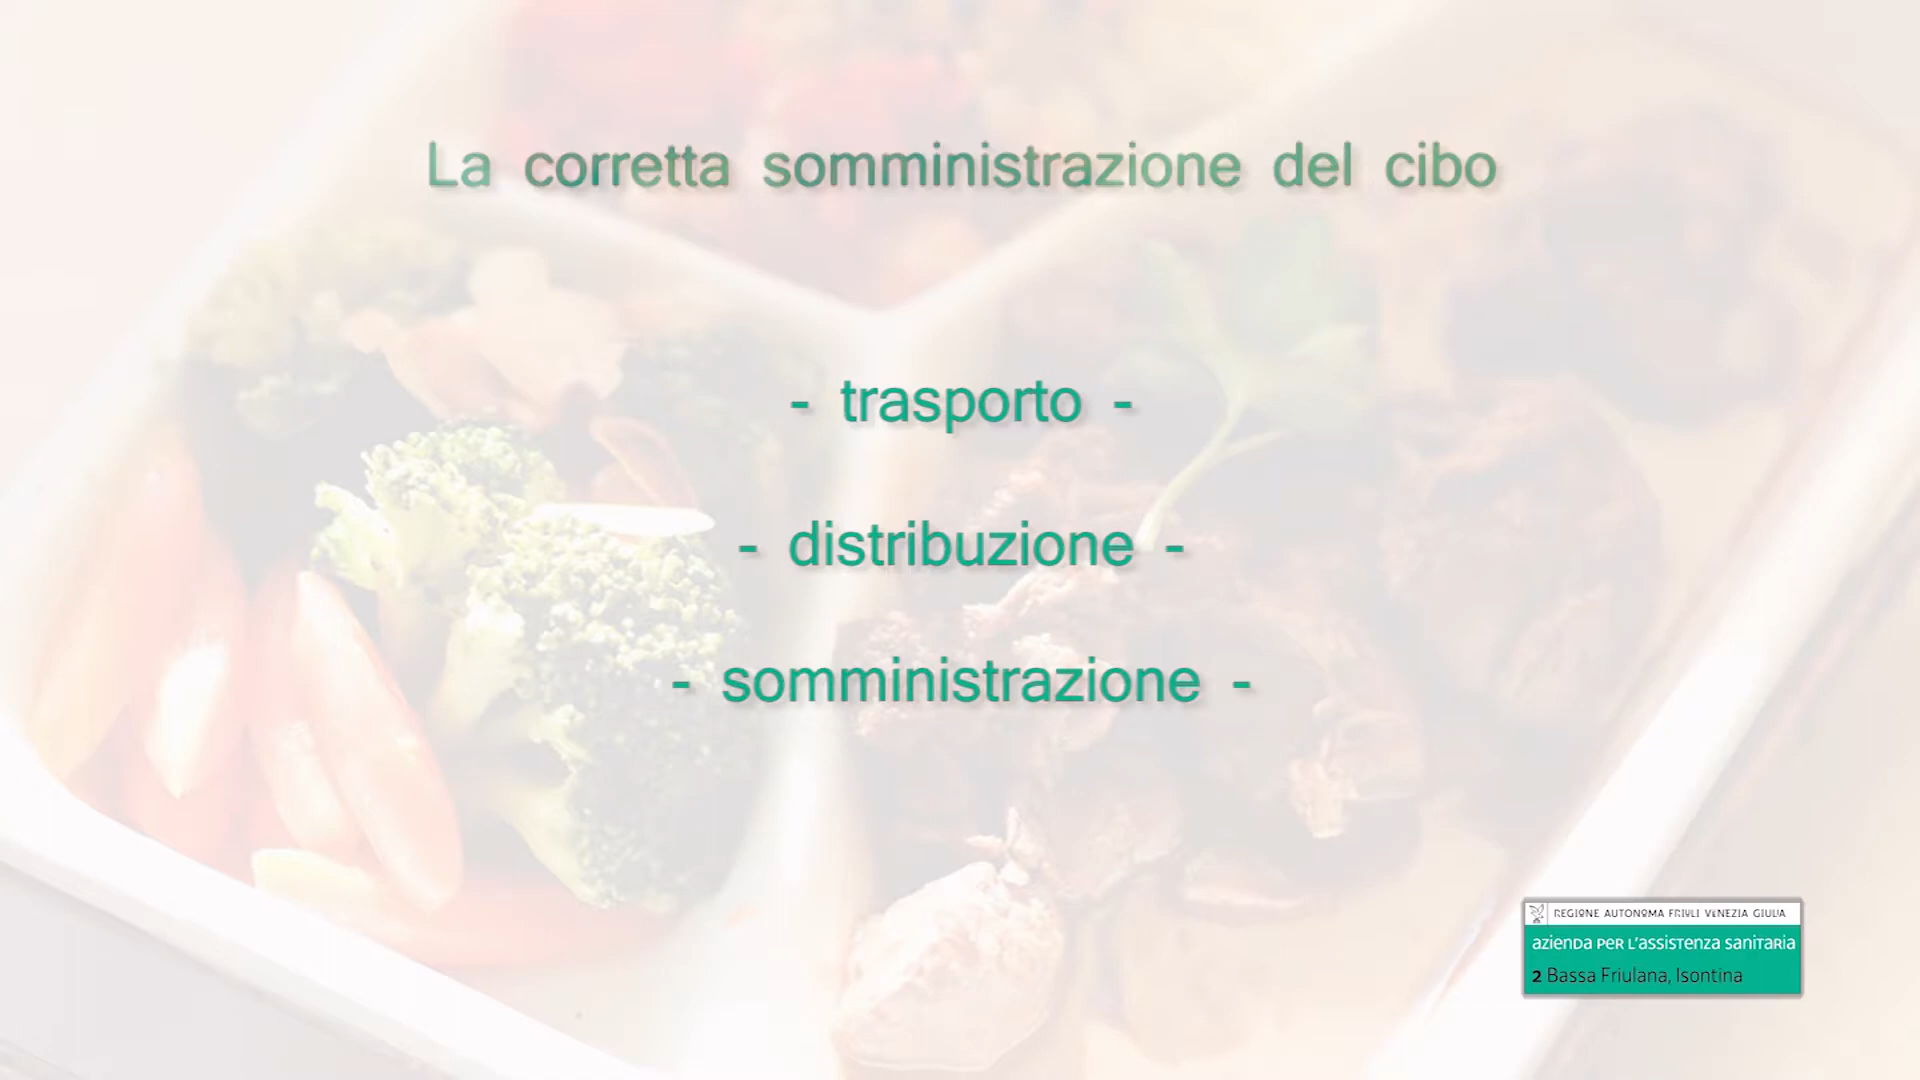 La corretta somministrazione del cibo
- trasporto -
- distribuzione -
- somministrazione -
REGIONE AUTONOMA FRIULI VENEZIA GIULIA
azienda per l'assistenza sanitaria
2 Bassa Friulana, Isontina